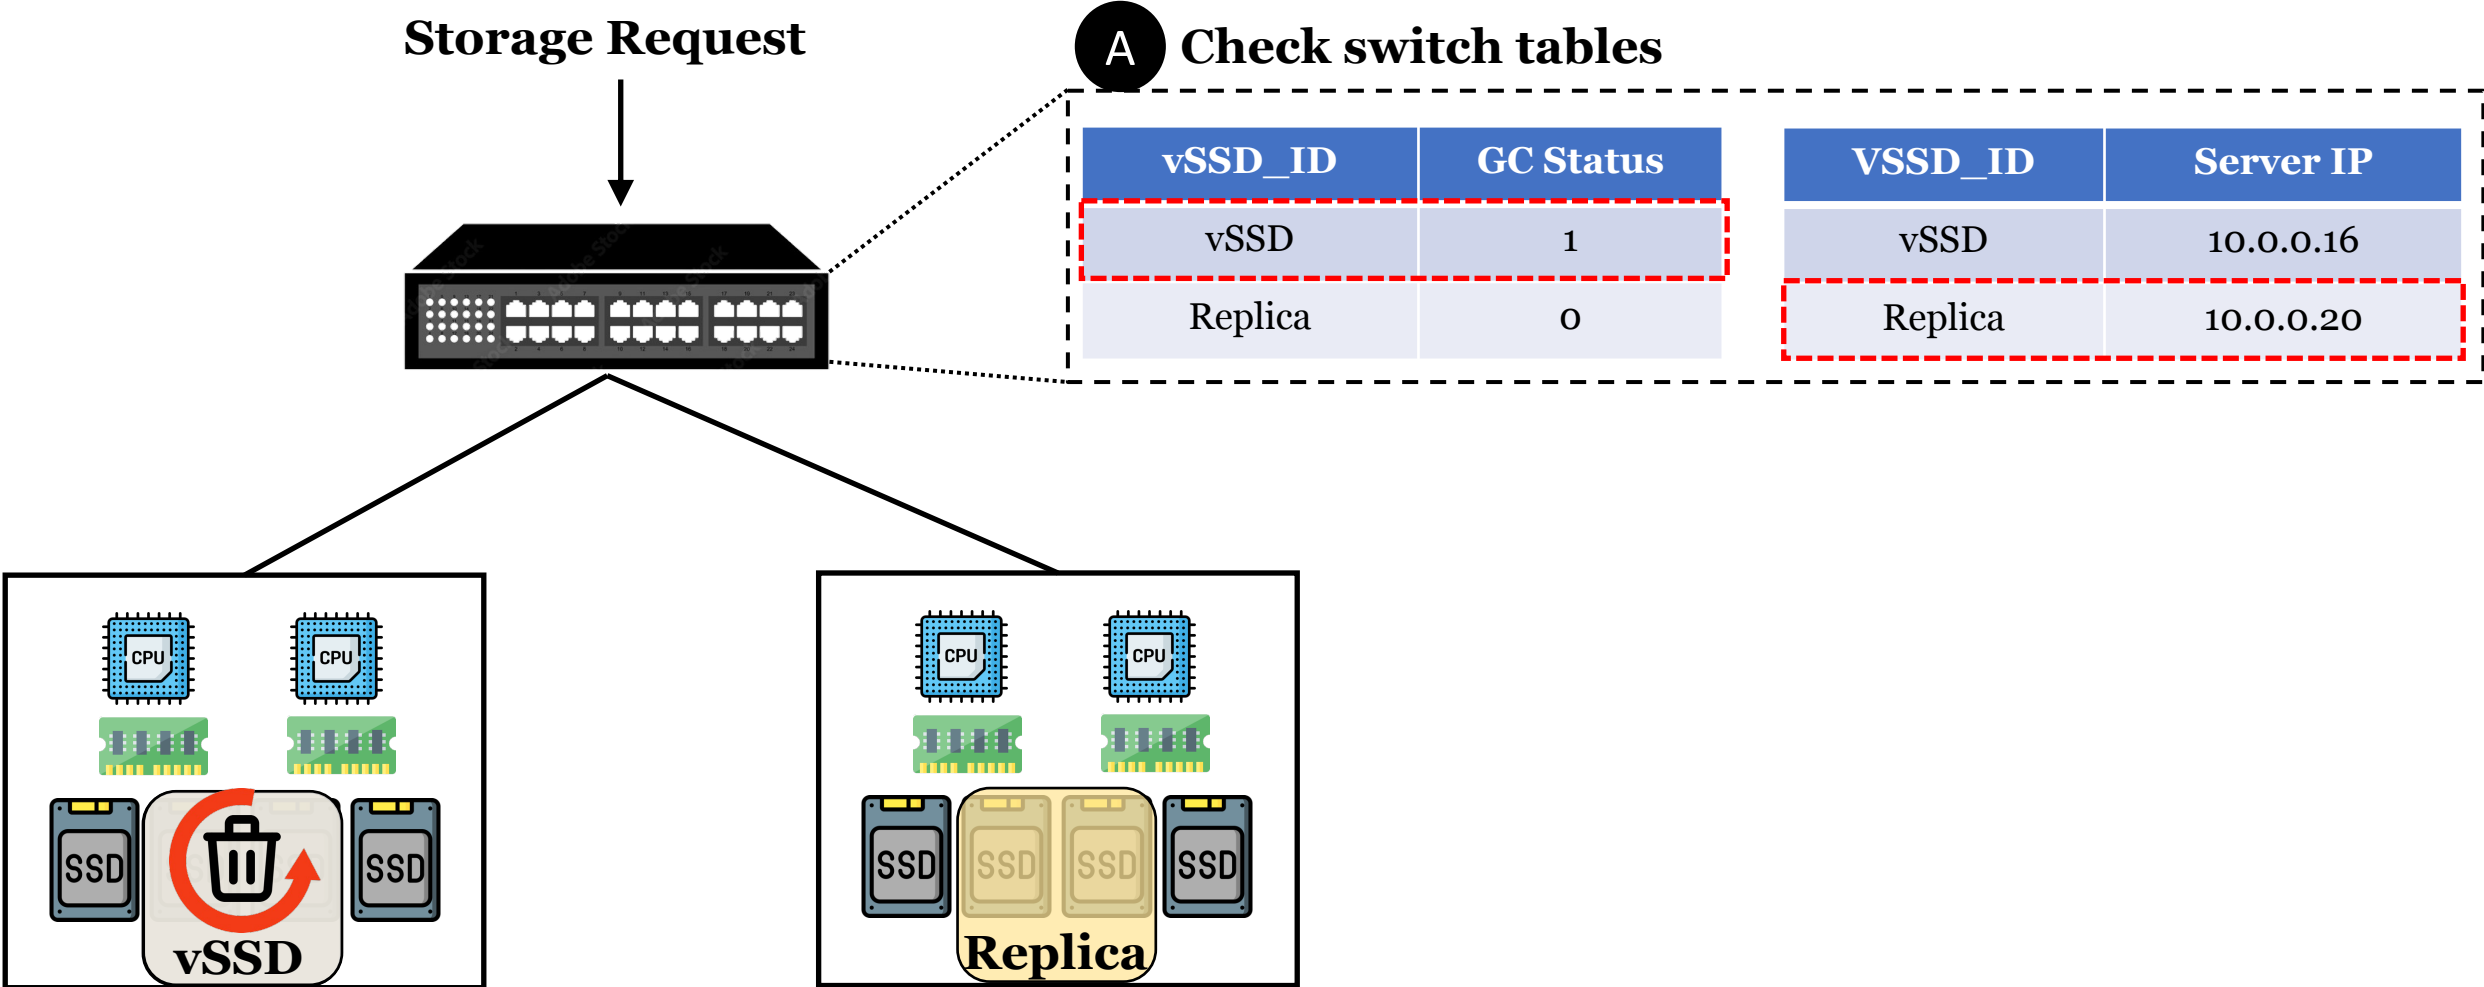 Storage Request
A Check switch tables
vSSD_ID GC Status
vSSD 1
Replica 0
VSSD_ID Server IP
vSSD 10.0.0.16
Replica 10.0.0.20
CPU CPU
SSD SSD
vSSD
CPU CPU
SSD SSD SSD SSD
Replica